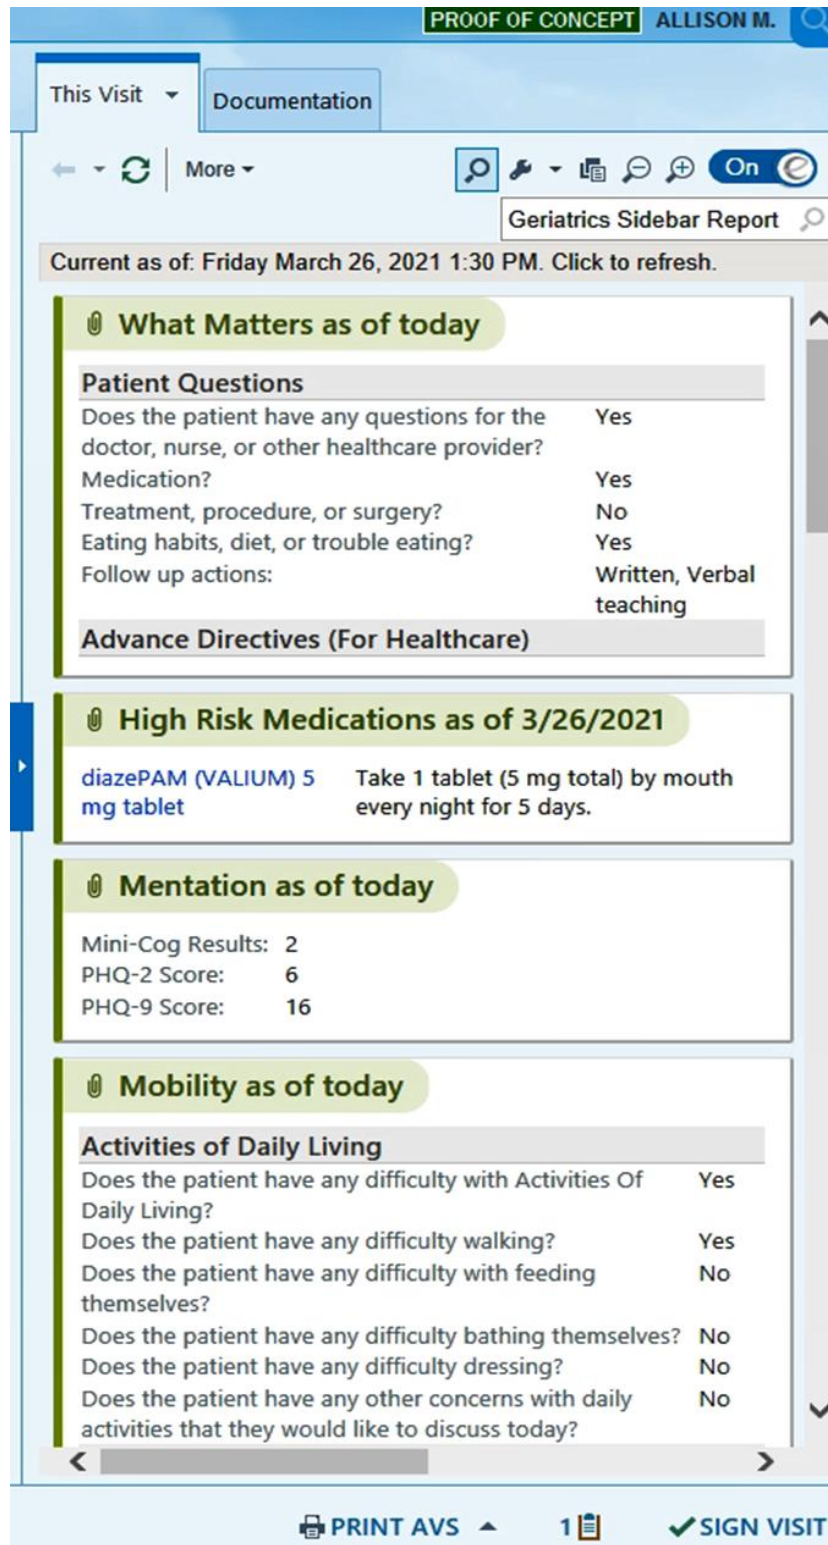 PROOF OF CONCEPT ALLISON M.
This Visit
Documentation
More
On
Geriatrics Sidebar Report
Current as of: Friday March 26, 2021 1:30 PM. Click to refresh.
What Matters as of today
Patient Questions
Does the patient have any questions for the Yes
doctor, nurse, or other healthcare provider?
Medication? Yes
Treatment, procedure, or surgery? No
Eating habits, diet, or trouble eating? Yes
Follow up actions: Written, Verbal
teaching
Advance Directives (For Healthcare)
High Risk Medications as of 3/26/2021
diazePAM (VALIUM) 5 Take 1 tablet (5 mg total) by mouth
mg tablet every night for 5 days.
Mentation as of today
Mini-Cog Results: 2
PHQ-2 Score: 6
PHQ-9 Score: 16
Mobility as of today
Activities of Daily Living
Does the patient have any difficulty with Activities Of Yes
Daily Living?
Does the patient have any difficulty walking? Yes
Does the patient have any difficulty with feeding No
themselves?
Does the patient have any difficulty bathing themselves? No
Does the patient have any difficulty dressing? No
Does the patient have any other concerns with daily No
activities that they would like to discuss today?
PRINT AVS 1 SIGN VISIT